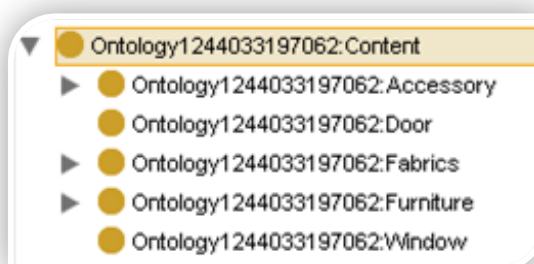 Ontology1244033197062:Content
Ontology1244033197062:Accessory
Ontology1244033197062:Door
Ontology1244033197062:Fabrics
Ontology1244033197062:Furniture
Ontology1244033197062:Window